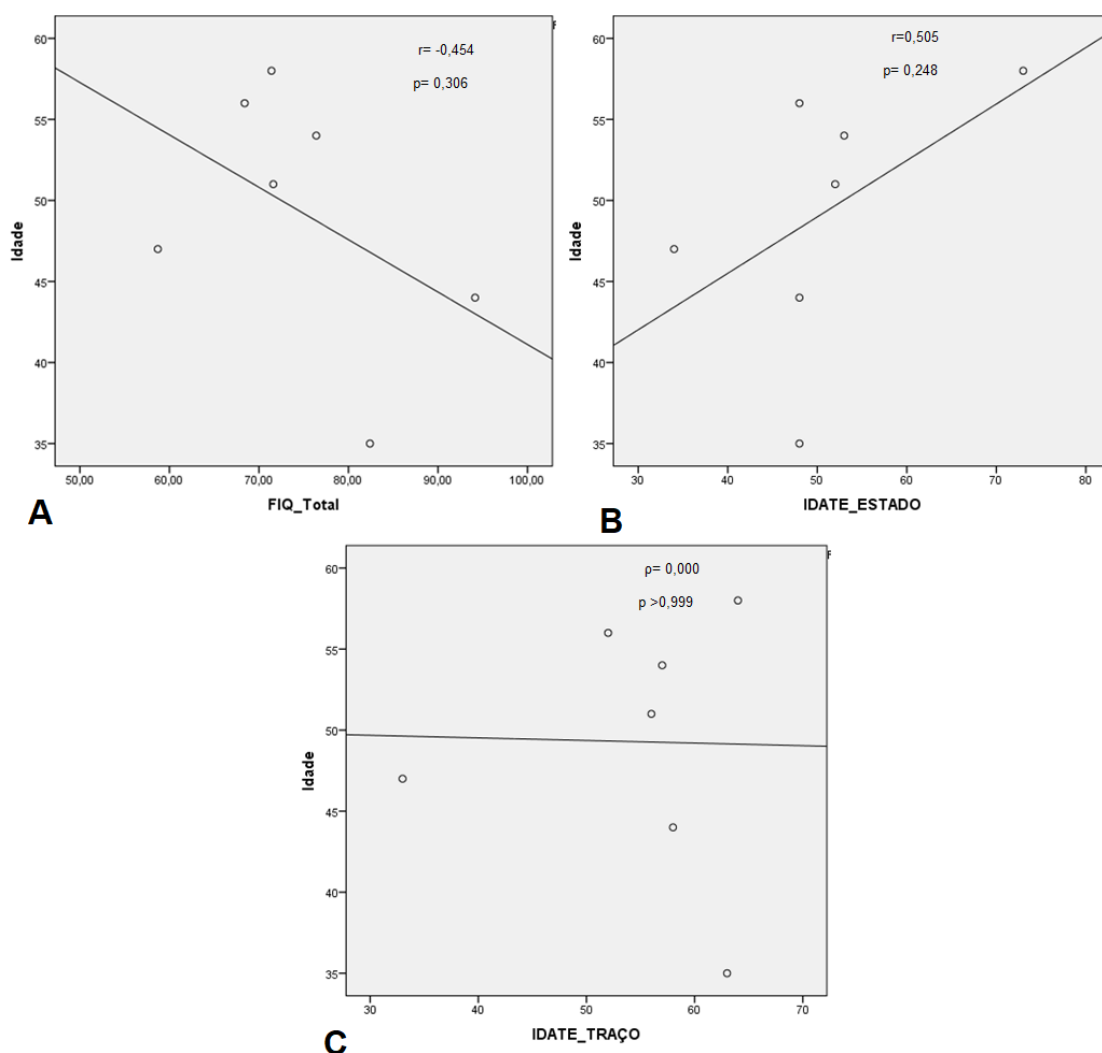 r= -0,454
p= 0,306
60
55
50
45
40
35
Idade
50,00 60,00 70,00 80,00 90,00 100,00
FIQ_Total
A
r=0,505
p= 0,248
60
55
50
45
40
35
Idade
30 40 50 60 70 80
IDATE_ESTADO
B
ρ= 0,000
p >0,999
60
55
50
45
40
35
Idade
30 40 50 60 70
IDATE_TRAÇO
C